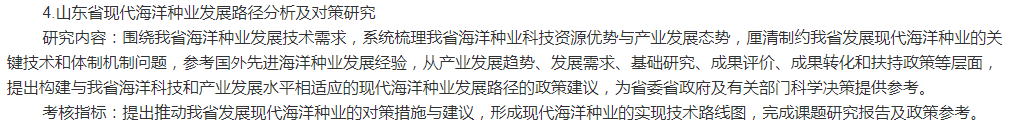 4.山东省现代海洋种业发展路径分析及对策研究
研究内容：围绕我省海洋种业发展技术需求，系统梳理我省海洋种业科技资源优势与产业发展态势，厘清制约我省发展现代海洋种业的关
键技术和体制机制问题，参考国外先进海洋种业发展经验，从产业发展趋势、发展需求、基础研究、成果评价、成果转化和扶持政策等层面，
提出构建与我省海洋科技和产业发展水平相适应的现代海洋种业发展路径的政策建议，为省委省政府及有关部门科学决策提供参考。
考核指标：提出推动我省发展现代海洋种业的对策措施与建议，形成现代海洋种业的实现技术路线图，完成课题研究报告及政策参考。